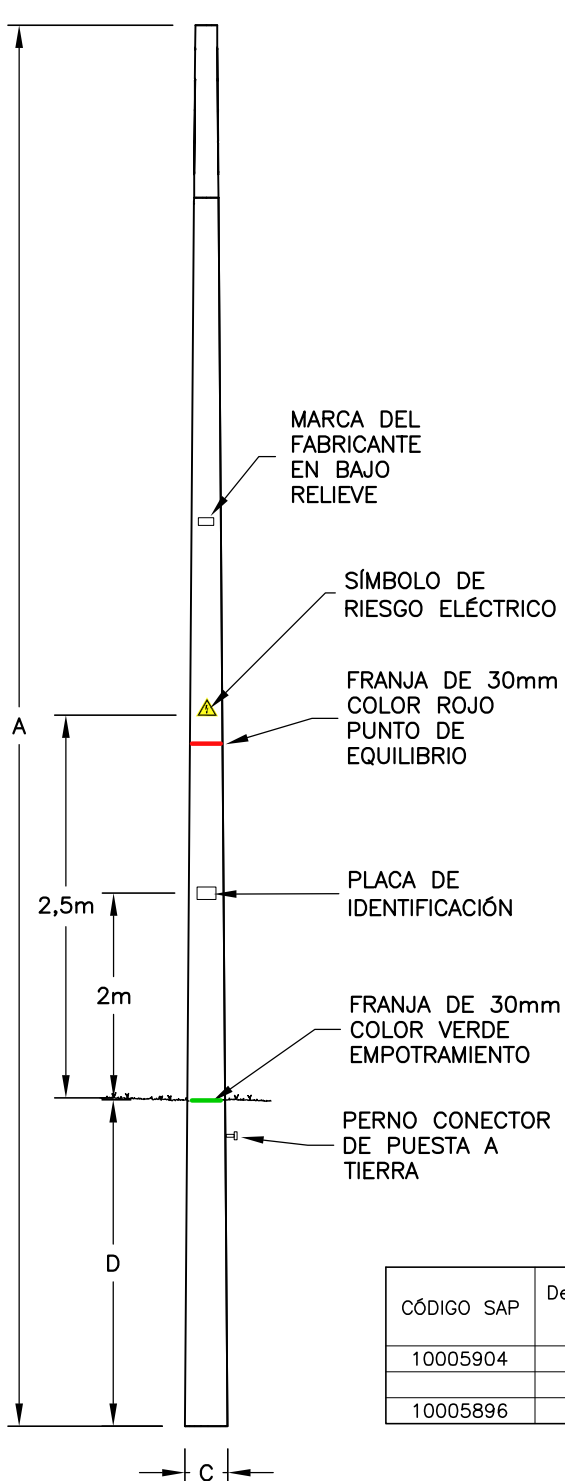 MARCA DEL
FABRICANTE
EN BAJO
RELIEVE
SÍMBOLO DE
RIESGO ELÉCTRICO
FRANJA DE 30mm
COLOR ROJO
PUNTO DE
EQUILIBRIO
A
2,5m
PLACA DE
IDENTIFICACIÓN
2m
FRANJA DE 30mm
COLOR VERDE
EMPOTRAMIENTO
PERNO CONECTOR
DE PUESTA A
TIERRA
D
CÓDIGO SAP
10005904
10005896
C